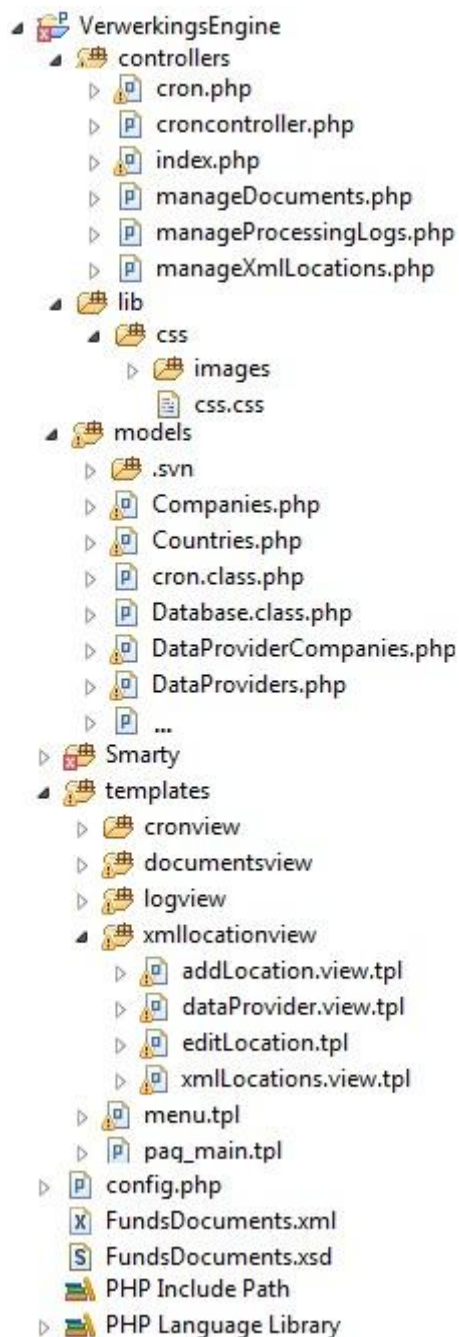 VerwerkingsEngine
controllers
cron.php
croncontroller.php
index.php
manageDocuments.php
manageProcessingLogs.php
manageXmlLocations.php
lib
css
images
css.css
models
.svn
Companies.php
Countries.php
cron.class.php
Database.class.php
DataProviderCompanies.php
DataProviders.php
...
Smarty
templates
cronview
documentsview
logview
xmllocationview
addLocation.view.tpl
dataProvider.view.tpl
editLocation.tpl
xmlLocations.view.tpl
menu.tpl
paq_main.tpl
config.php
FundsDocuments.xml
FundsDocuments.xsd
PHP Include Path
PHP Language Library